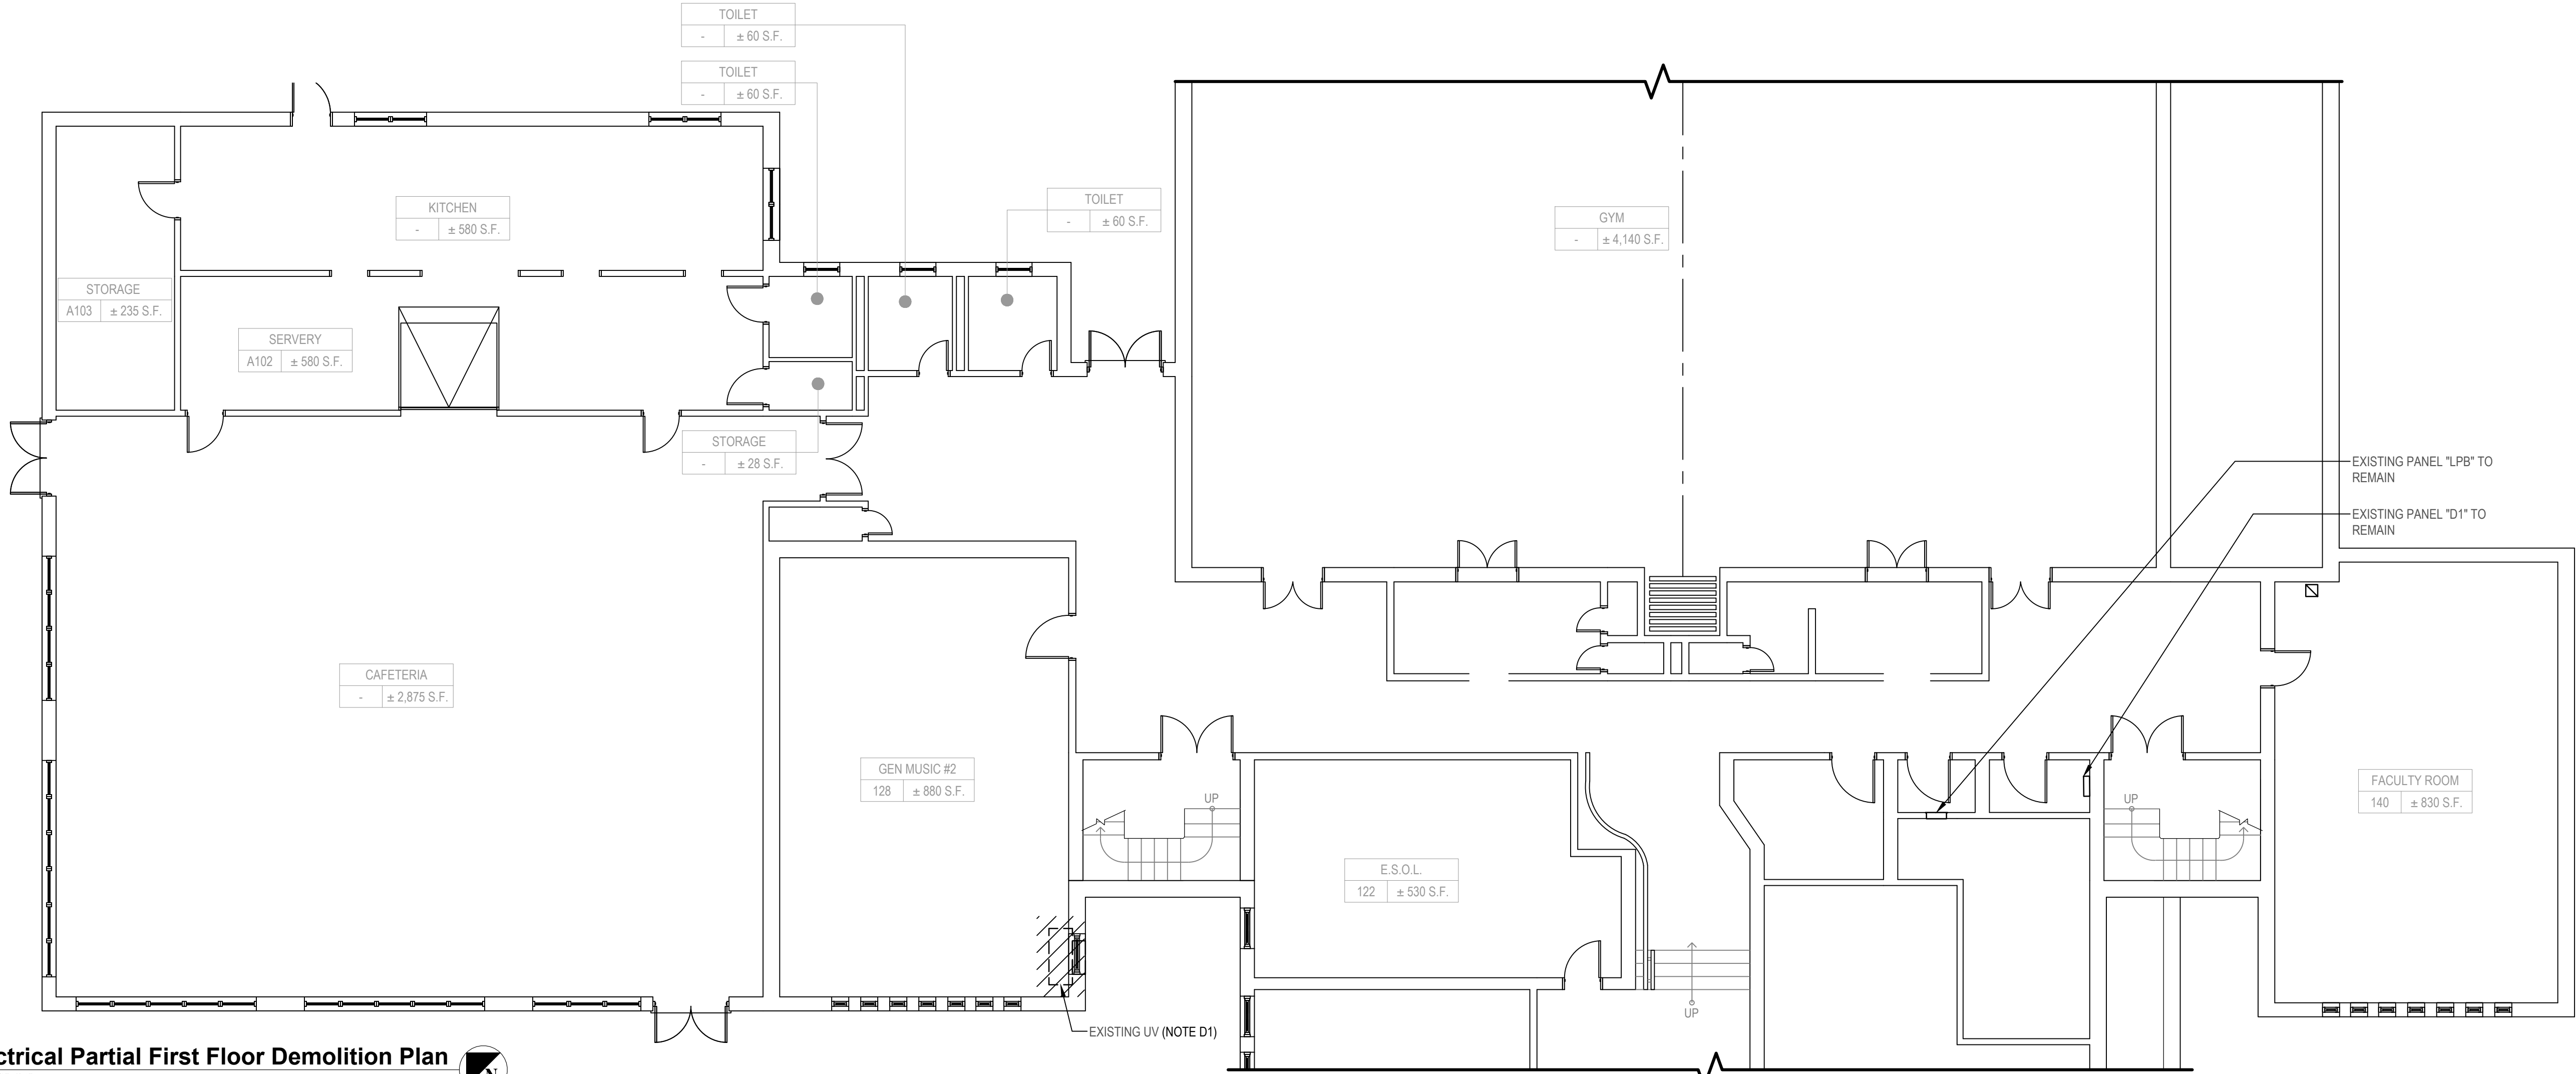 TOILET
- ± 60 S.F.
TOILET
- ± 60 S.F.
TOILET
- ± 60 S.F.
KITCHEN
- ± 580 S.F.
GYM
- ± 4,140 S.F.
STORAGE
A103 ± 235 S.F.
SERVERY
A102 ± 580 S.F.
STORAGE
- ± 28 S.F.
EXISTING PANEL "LPB" TO
REMAIN
EXISTING PANEL "D1" TO
REMAIN
CAFETERIA
- ± 2,875 S.F.
GEN MUSIC #2
128 ± 880 S.F.
UP
UP
FACULTY ROOM
140 ± 830 S.F.
E.S.O.L.
122 ± 530 S.F.
UP
EXISTING UV (NOTE D1)
ctrical Partial First Floor Demolition Plan
N